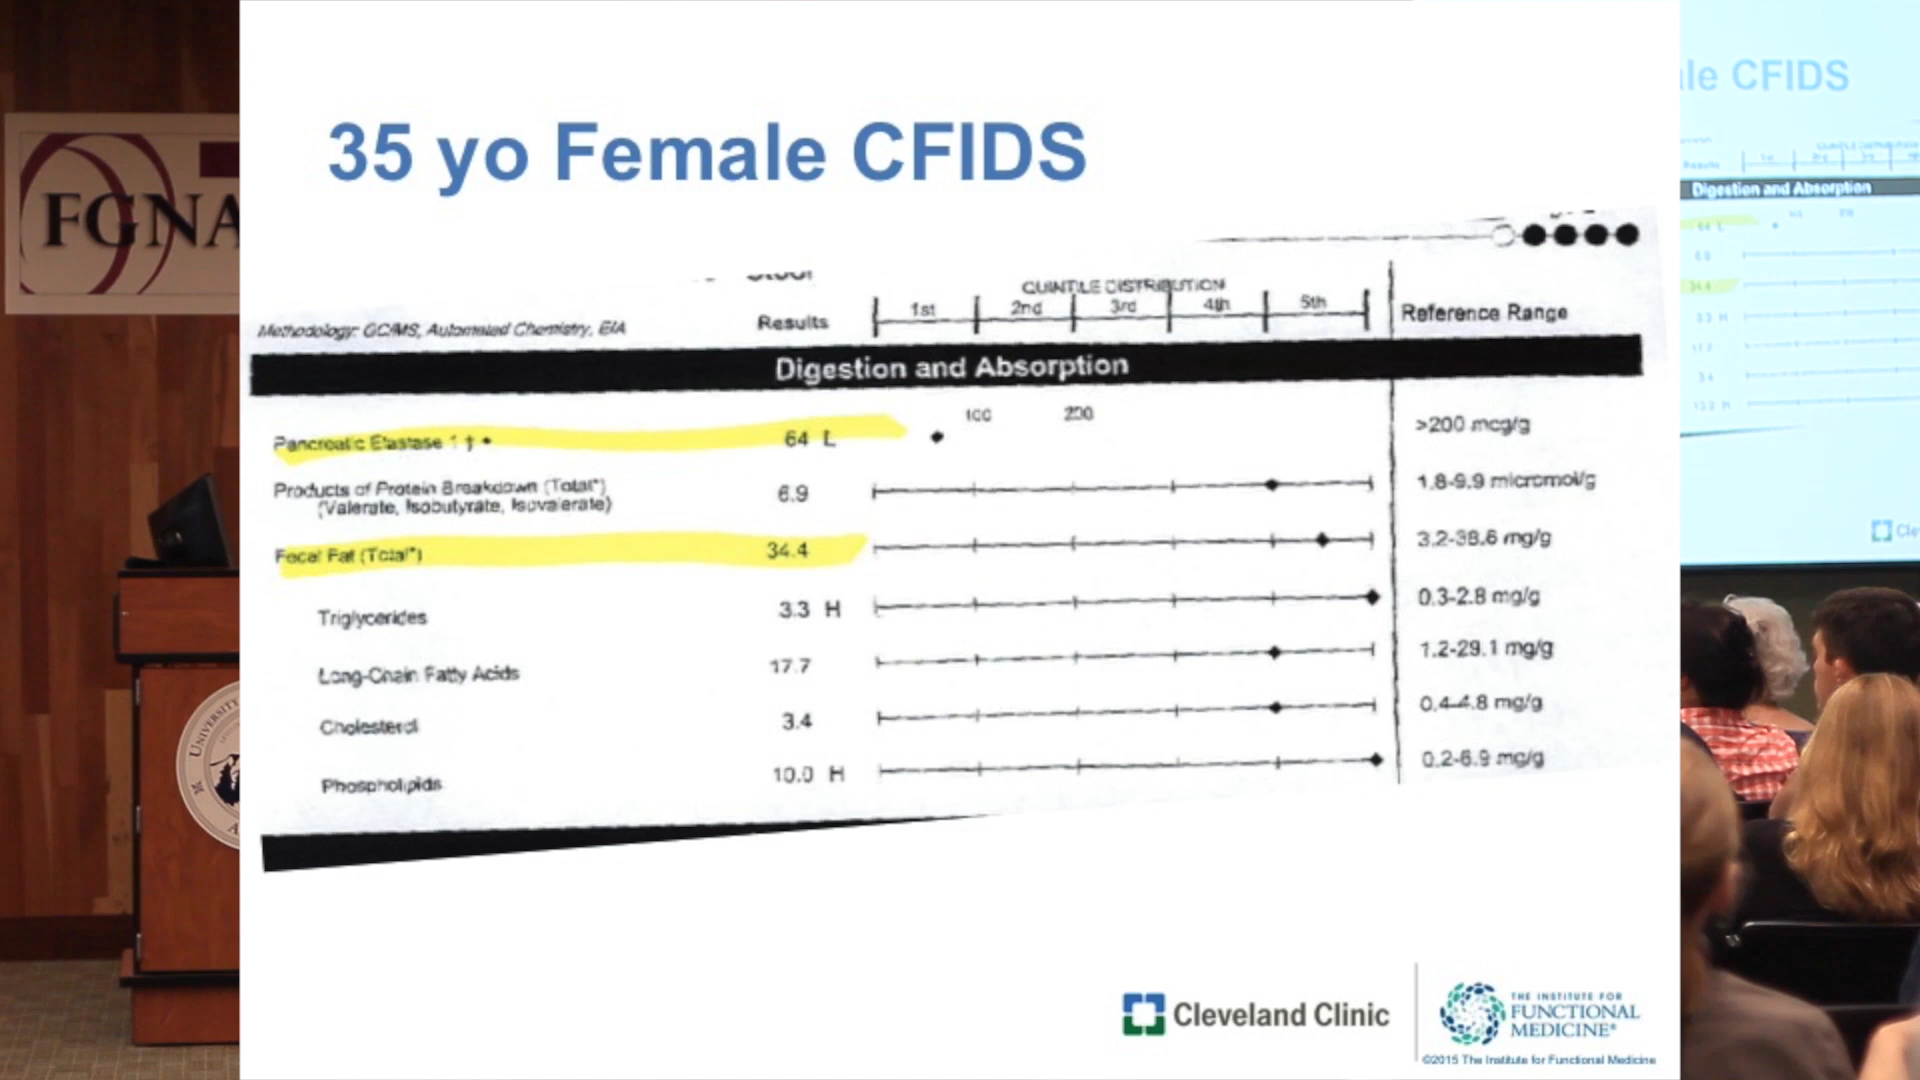 35 yo Female CFIDS
le CFIDS
FGNA
QUINTILE DISTRIBUTION
1st 2nd 3rd 4th 5th
Methodology: GC/MS, Automated Chemistry, EIA
Results
Reference Range
Digestion and Absorption
Digestion and Absorption
100 200
Pancreatic Elastase 1 † • 64 L >200 mcg/g
Products of Protein Breakdown (Total*) 6.9 1.8-9.9 micromol/g
(Valerate, Isobutyrate, Isovalerate)
Fecal Fat (Total*) 34.4 3.2-38.6 mg/g
Triglycerides 3.3 H 0.3-2.8 mg/g
Long-Chain Fatty Acids 17.7 1.2-29.1 mg/g
Cholesterol 3.4 0.4-4.8 mg/g
Phospholipids 10.0 H 0.2-6.9 mg/g
UNIVERSITY
Cleveland Clinic
THE INSTITUTE FOR
FUNCTIONAL
MEDICINE®
©2015 The Institute for Functional Medicine
Cle